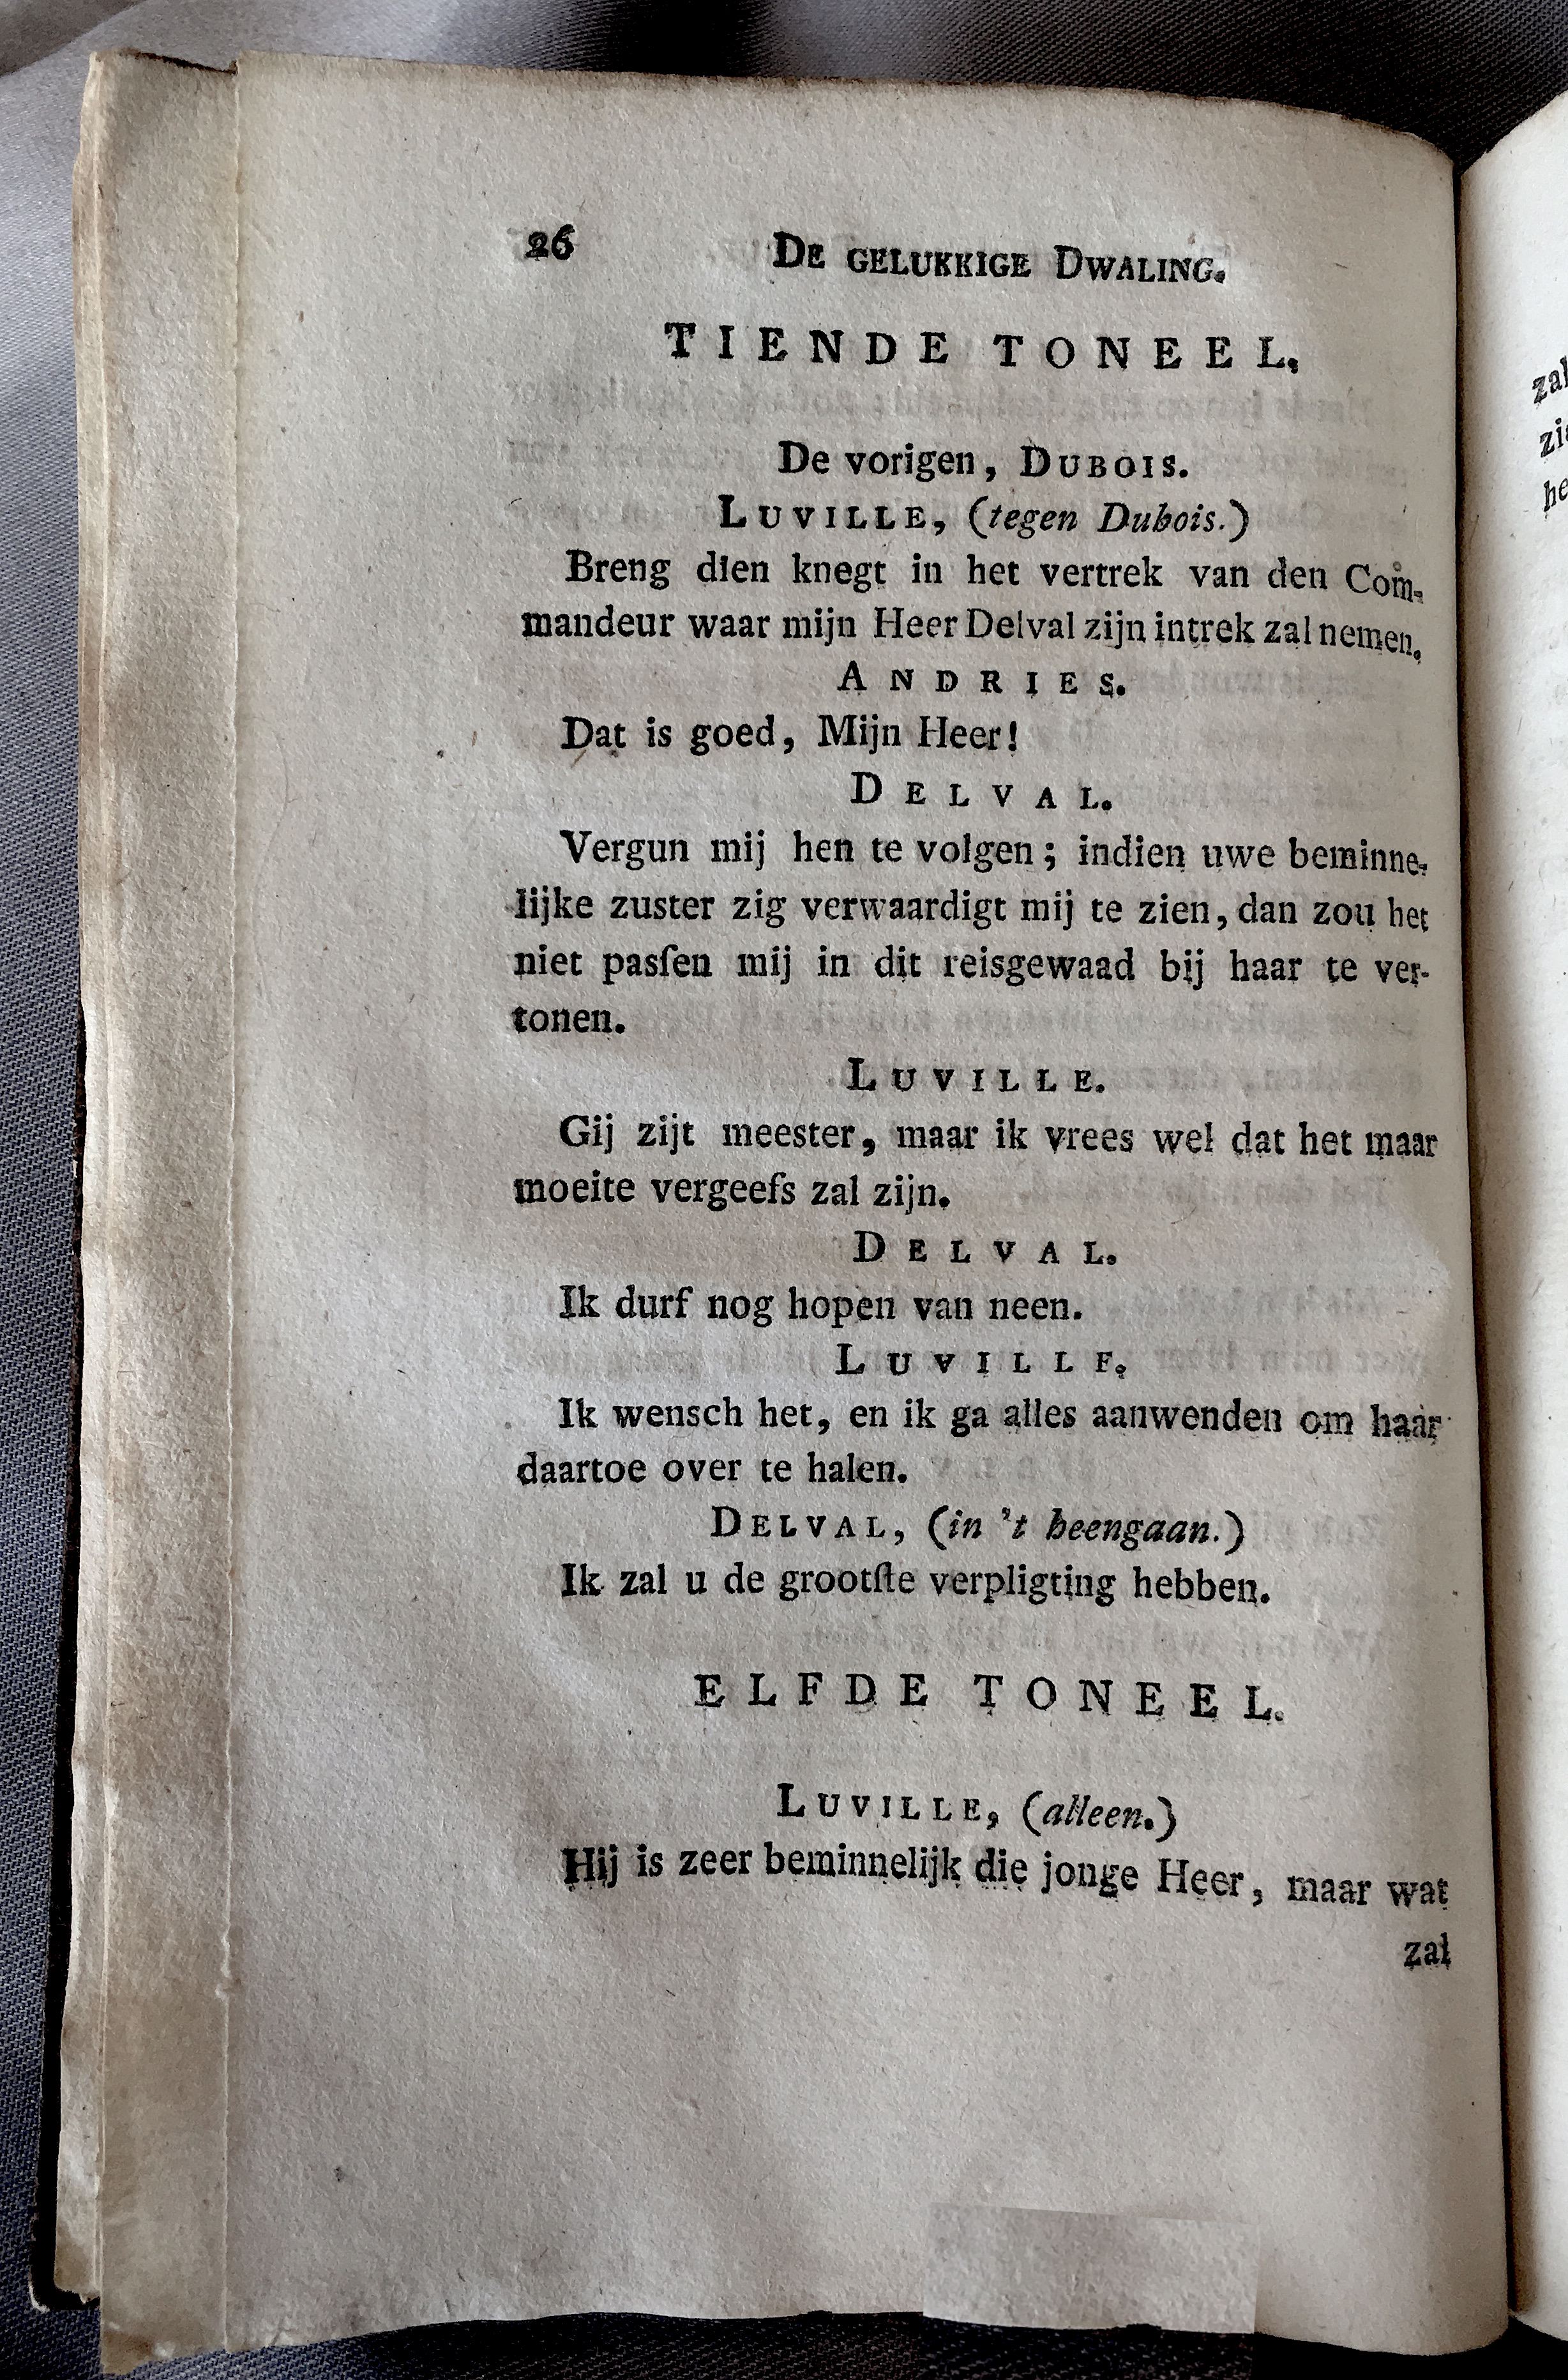 26 De gelukkige Dwaling.
TIENDE TONEEL.
De vorigen, Dubois.
Luville, (tegen Dubois.)
Breng dien knegt in het vertrek van den Com-
mandeur waar mijn Heer Delval zijn intrek zal nemen.
Andries.
Dat is goed, Mijn Heer!
Delval.
Vergun mij hen te volgen; indien uwe beminne-
lijke zuster zig verwaardigt mij te zien, dan zou het
niet pasſen mij in dit reisgewaad bij haar te ver-
tonen.
Luville.
Gij zijt meester, maar ik vrees wel dat het maar
moeite vergeefs zal zijn.
Delval.
Ik durf nog hopen van neen.
Luville.
Ik wensch het, en ik ga alles aanwenden om haar
daartoe over te halen.
Delval, (in 't heengaan.)
Ik zal u de grootſte verpligting hebben.
ELFDE TONEEL.
Luville, (alleen.)
Hij is zeer beminnelijk die jonge Heer, maar wat
zal